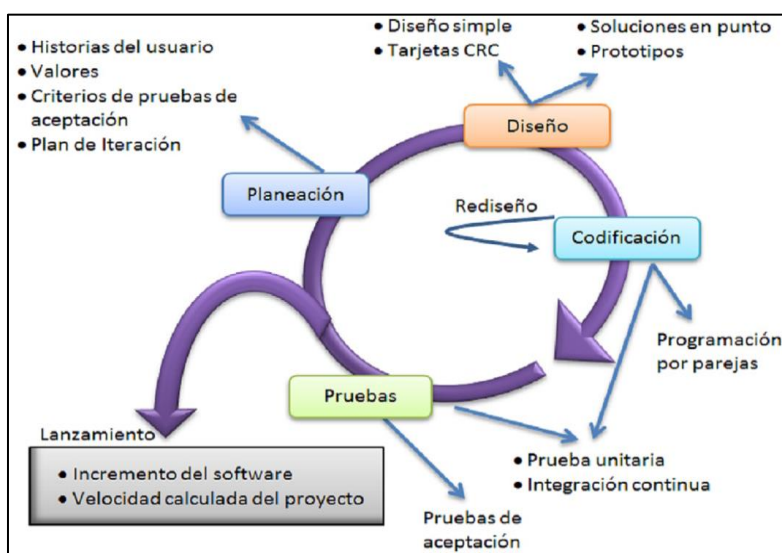 • Historias del usuario
• Valores
• Criterios de pruebas de
aceptación
• Plan de Iteración
• Diseño simple
• Tarjetas CRC
• Soluciones en punto
• Prototipos
Diseño
Planeación
Rediseño
Codificación
Programación
por parejas
Pruebas
Lanzamiento
• Incremento del software
• Velocidad calculada del proyecto
• Prueba unitaria
• Integración continua
Pruebas de
aceptación